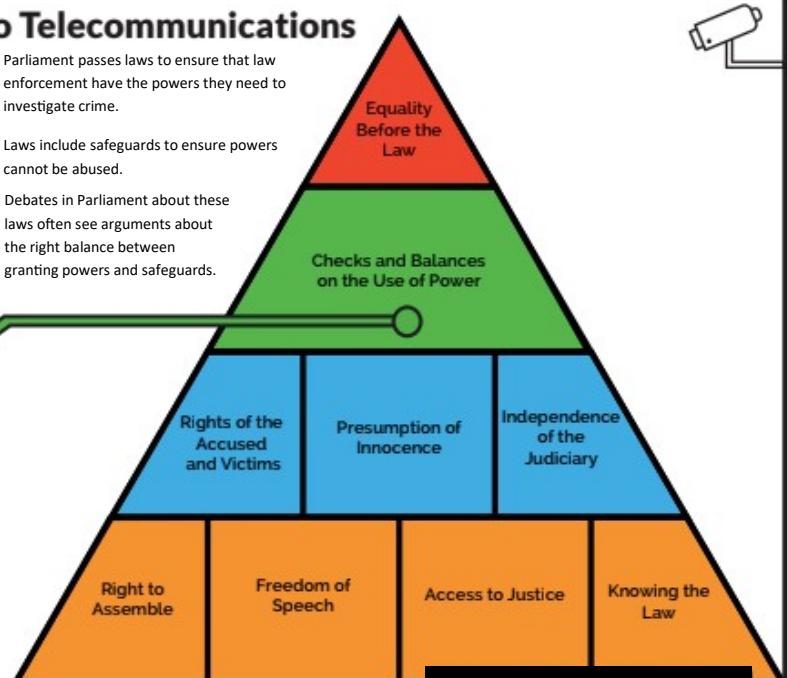 o Telecommunications
Parliament passes laws to ensure that law
enforcement have the powers they need to
investigate crime.
Laws include safeguards to ensure powers
cannot be abused.
Debates in Parliament about these
laws often see arguments about
the right balance between
granting powers and safeguards.
Equality
Before the
Law
Checks and Balances
on the Use of Power
Rights of the
Accused
and Victims
Presumption of
Innocence
Independence
of the
Judiciary
Right to
Assemble
Freedom of
Speech
Access to Justice
Knowing the
Law